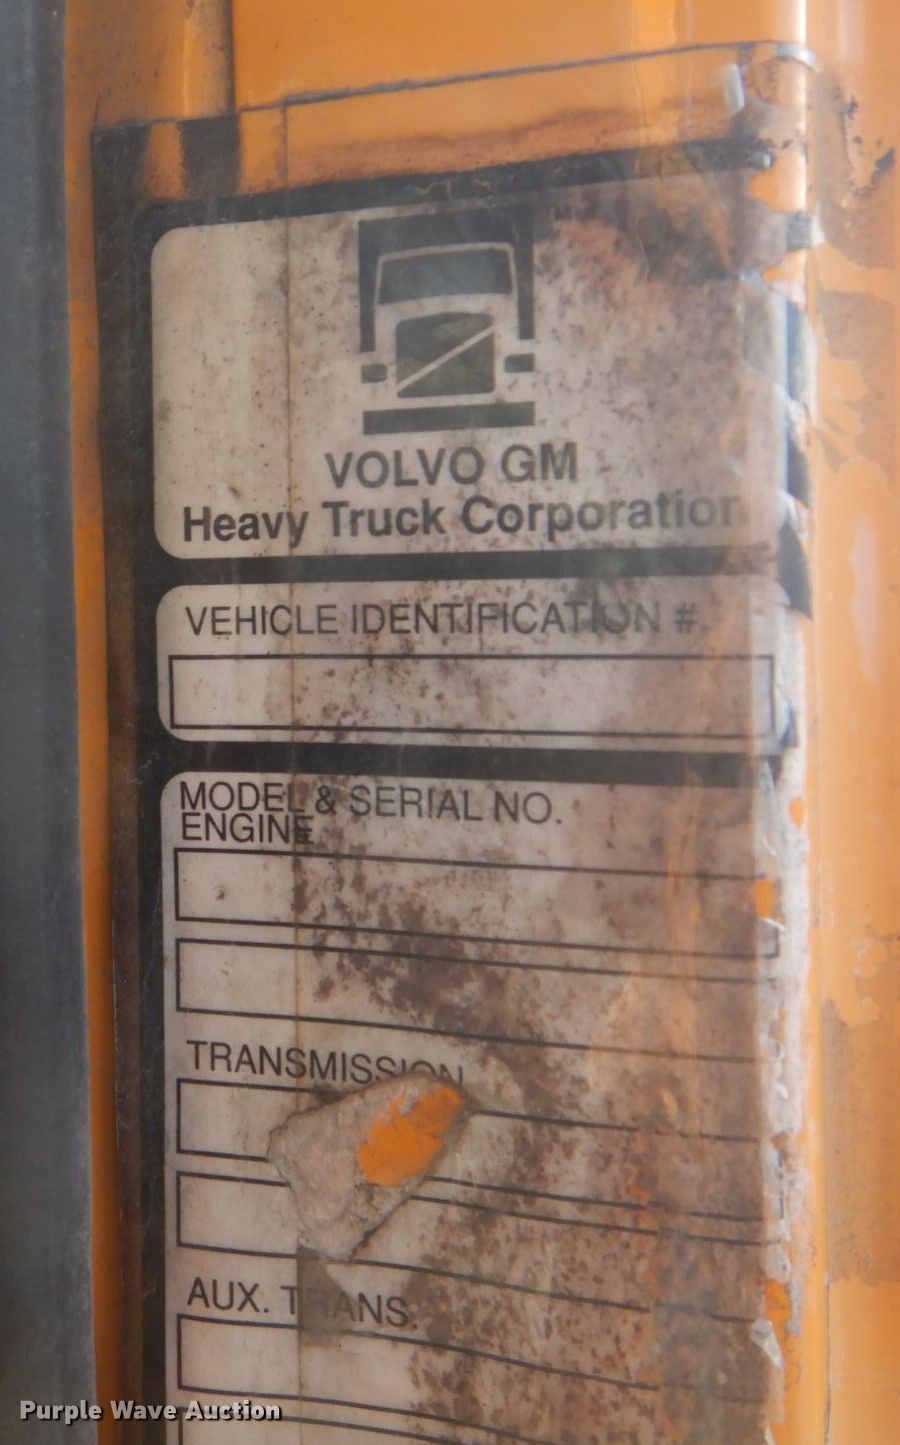 VOLVO GM
Heavy Truck Corporation
VEHICLE IDENTIFICATION #
MODEL & SERIAL NO.
ENGINE
TRANSMISSION
AUX. TRANS.
Purple Wave Auction